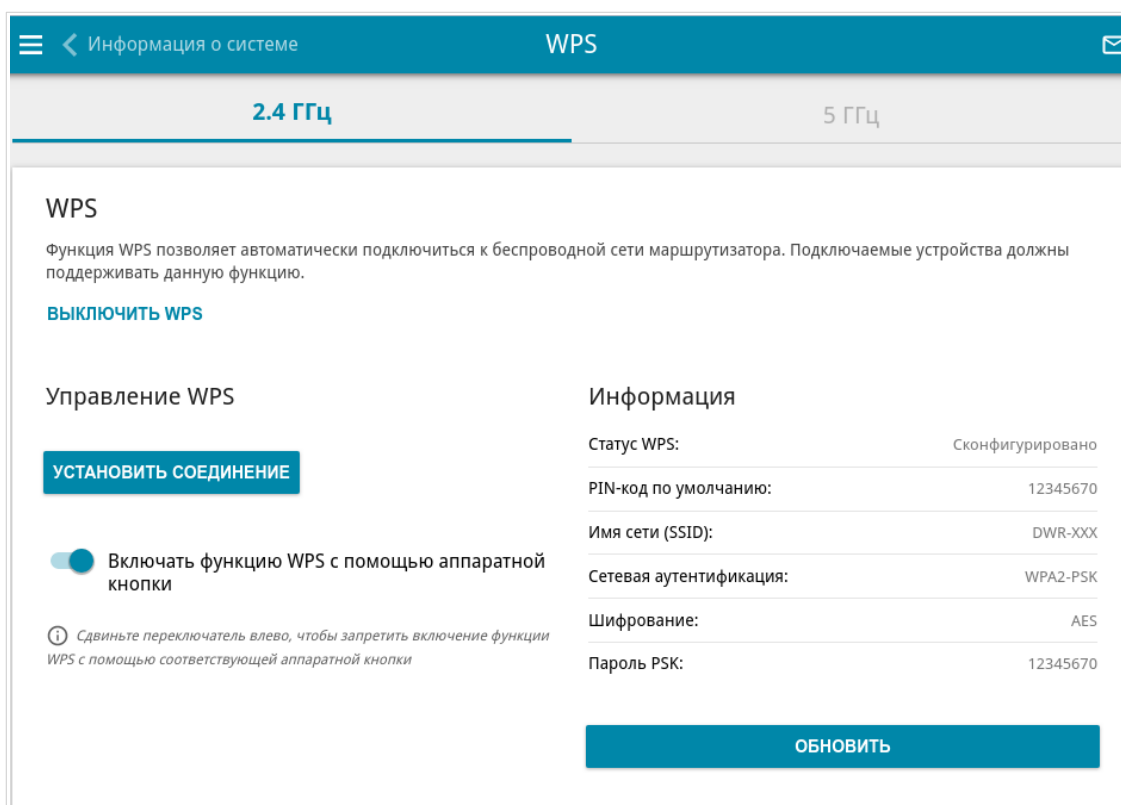 Информация о системе
WPS
2.4 ГГц
5 ГГц
WPS
Функция WPS позволяет автоматически подключиться к беспроводной сети маршрутизатора. Подключаемые устройства должны
поддерживать данную функцию.
ВЫКЛЮЧИТЬ WPS
Управление WPS
УСТАНОВИТЬ СОЕДИНЕНИЕ
Включать функцию WPS с помощью аппаратной
кнопки
Сдвиньте переключатель влево, чтобы запретить включение функции
WPS с помощью соответствующей аппаратной кнопки
Информация
Статус WPS: Сконфигурировано
PIN-код по умолчанию: 12345670
Имя сети (SSID): DWR-XXX
Сетевая аутентификация: WPA2-PSK
Шифрование: AES
Пароль PSK: 12345670
ОБНОВИТЬ